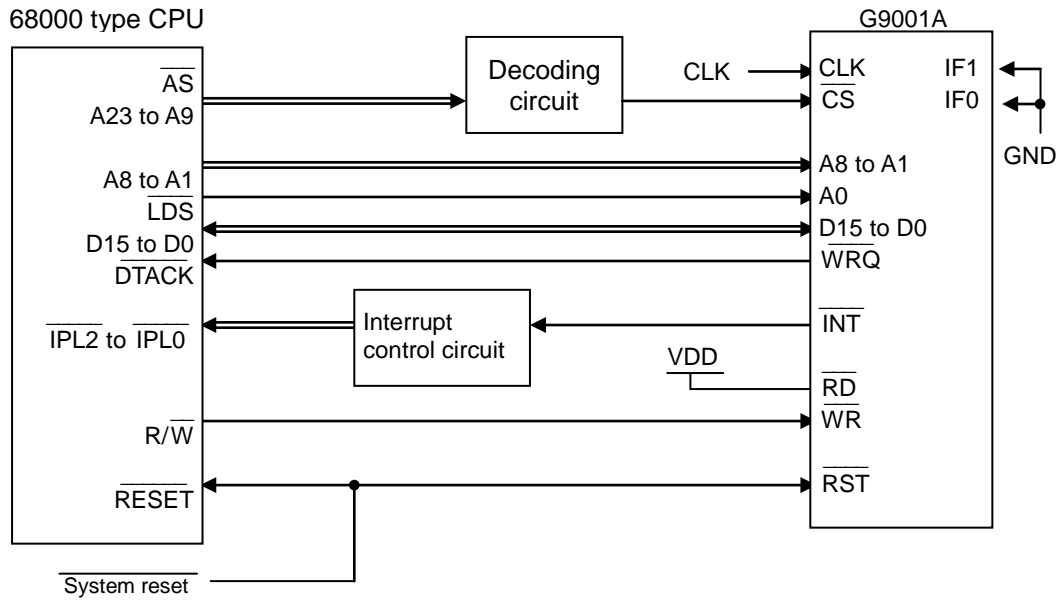 68000 type CPU
G9001A
AS
A23 to A9
Decoding
circuit
CLK
CLK
CS
IF1
IF0
GND
A8 to A1
A8 to A1
LDS
A0
D15 to D0
D15 to D0
DTACK
WRQ
IPL2 to IPL0
Interrupt
control circuit
INT
VDD
RD
R/W
WR
RESET
RST
System reset